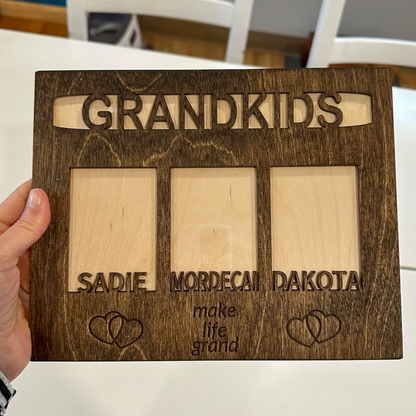 GRANDKIDS
SADIE MORDECAI DAKOTA
make
life
grand